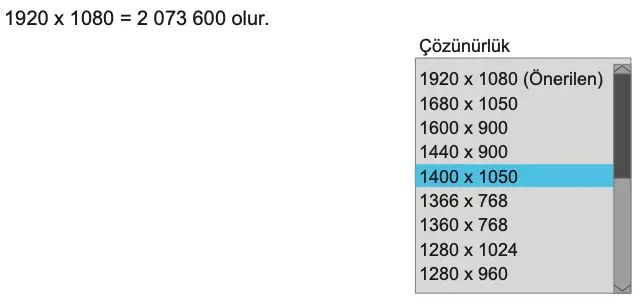 1920 x 1080 = 2 073 600 olur.
Çözünürlük
1920 x 1080 (Önerilen)
1680 x 1050
1600 x 900
1440 x 900
1400 x 1050
1366 x 768
1360 x 768
1280 x 1024
1280 x 960